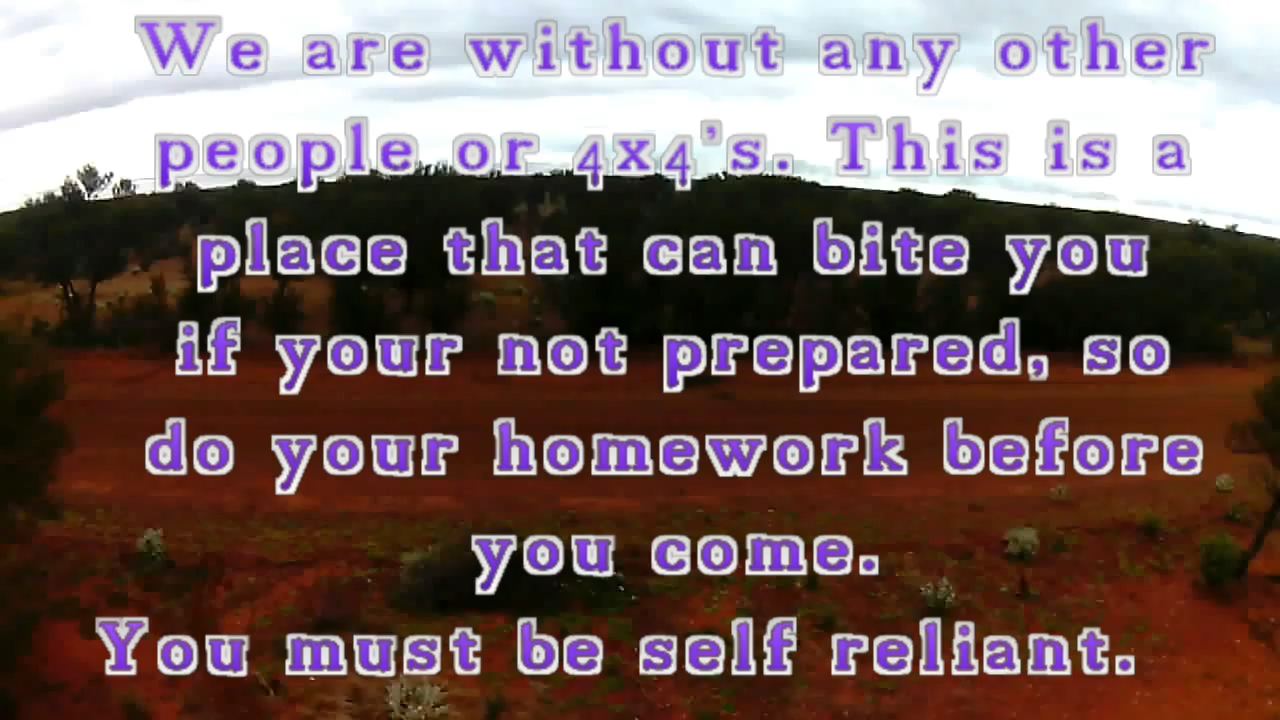 We are without any other
people or 4x4's. This is a
place that can bite you
if your not prepared, so
do your homework before
you come.
You must be self reliant.